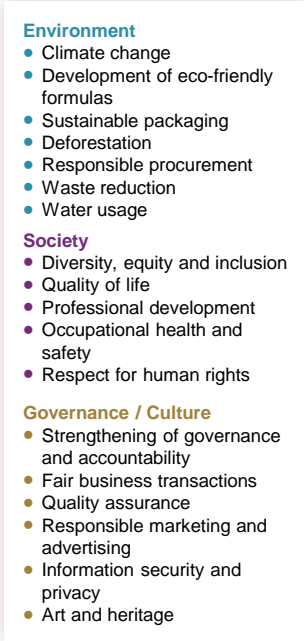 Environment
• Climate change
• Development of eco-friendly
formulas
• Sustainable packaging
• Deforestation
• Responsible procurement
• Waste reduction
• Water usage
Society
• Diversity, equity and inclusion
• Quality of life
• Professional development
• Occupational health and
safety
• Respect for human rights
Governance / Culture
• Strengthening of governance
and accountability
• Fair business transactions
• Quality assurance
• Responsible marketing and
advertising
• Information security and
privacy
• Art and heritage